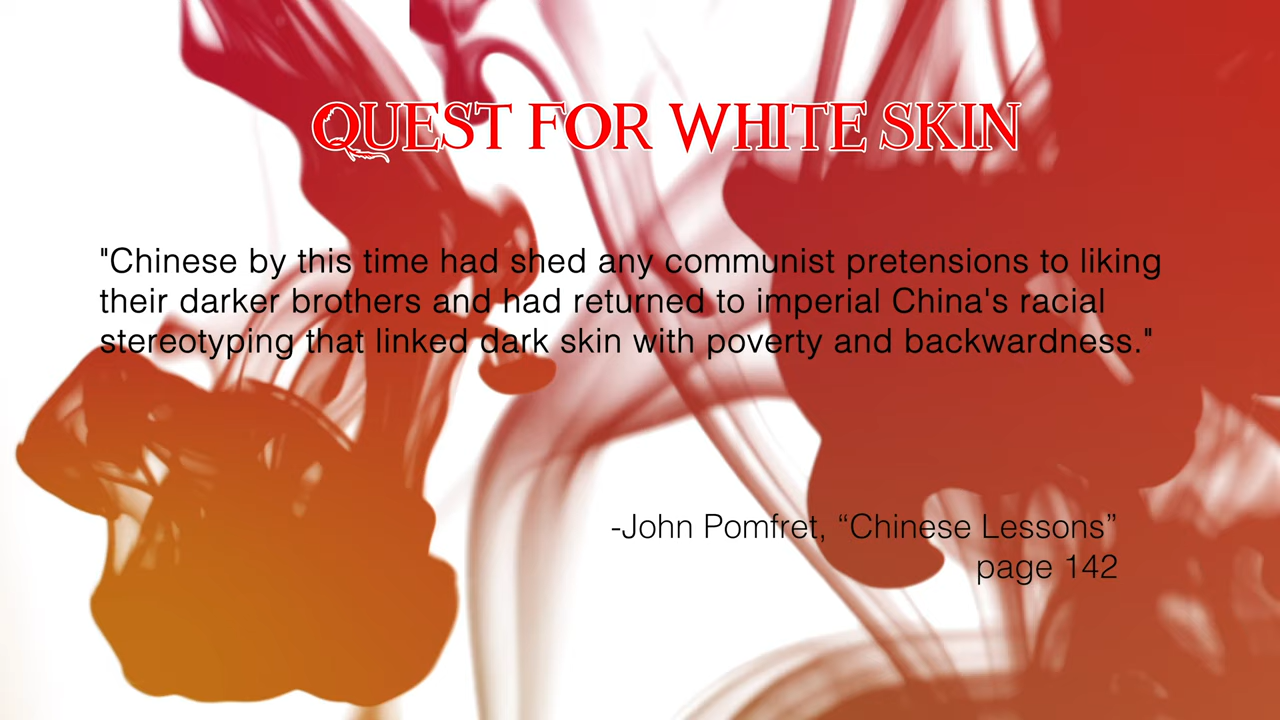 QUEST FOR WHITE SKIN
"Chinese by this time had shed any communist pretensions to liking
their darker brothers and had returned to imperial China's racial
stereotyping that linked dark skin with poverty and backwardness."
-John Pomfret, “Chinese Lessons”
page 142